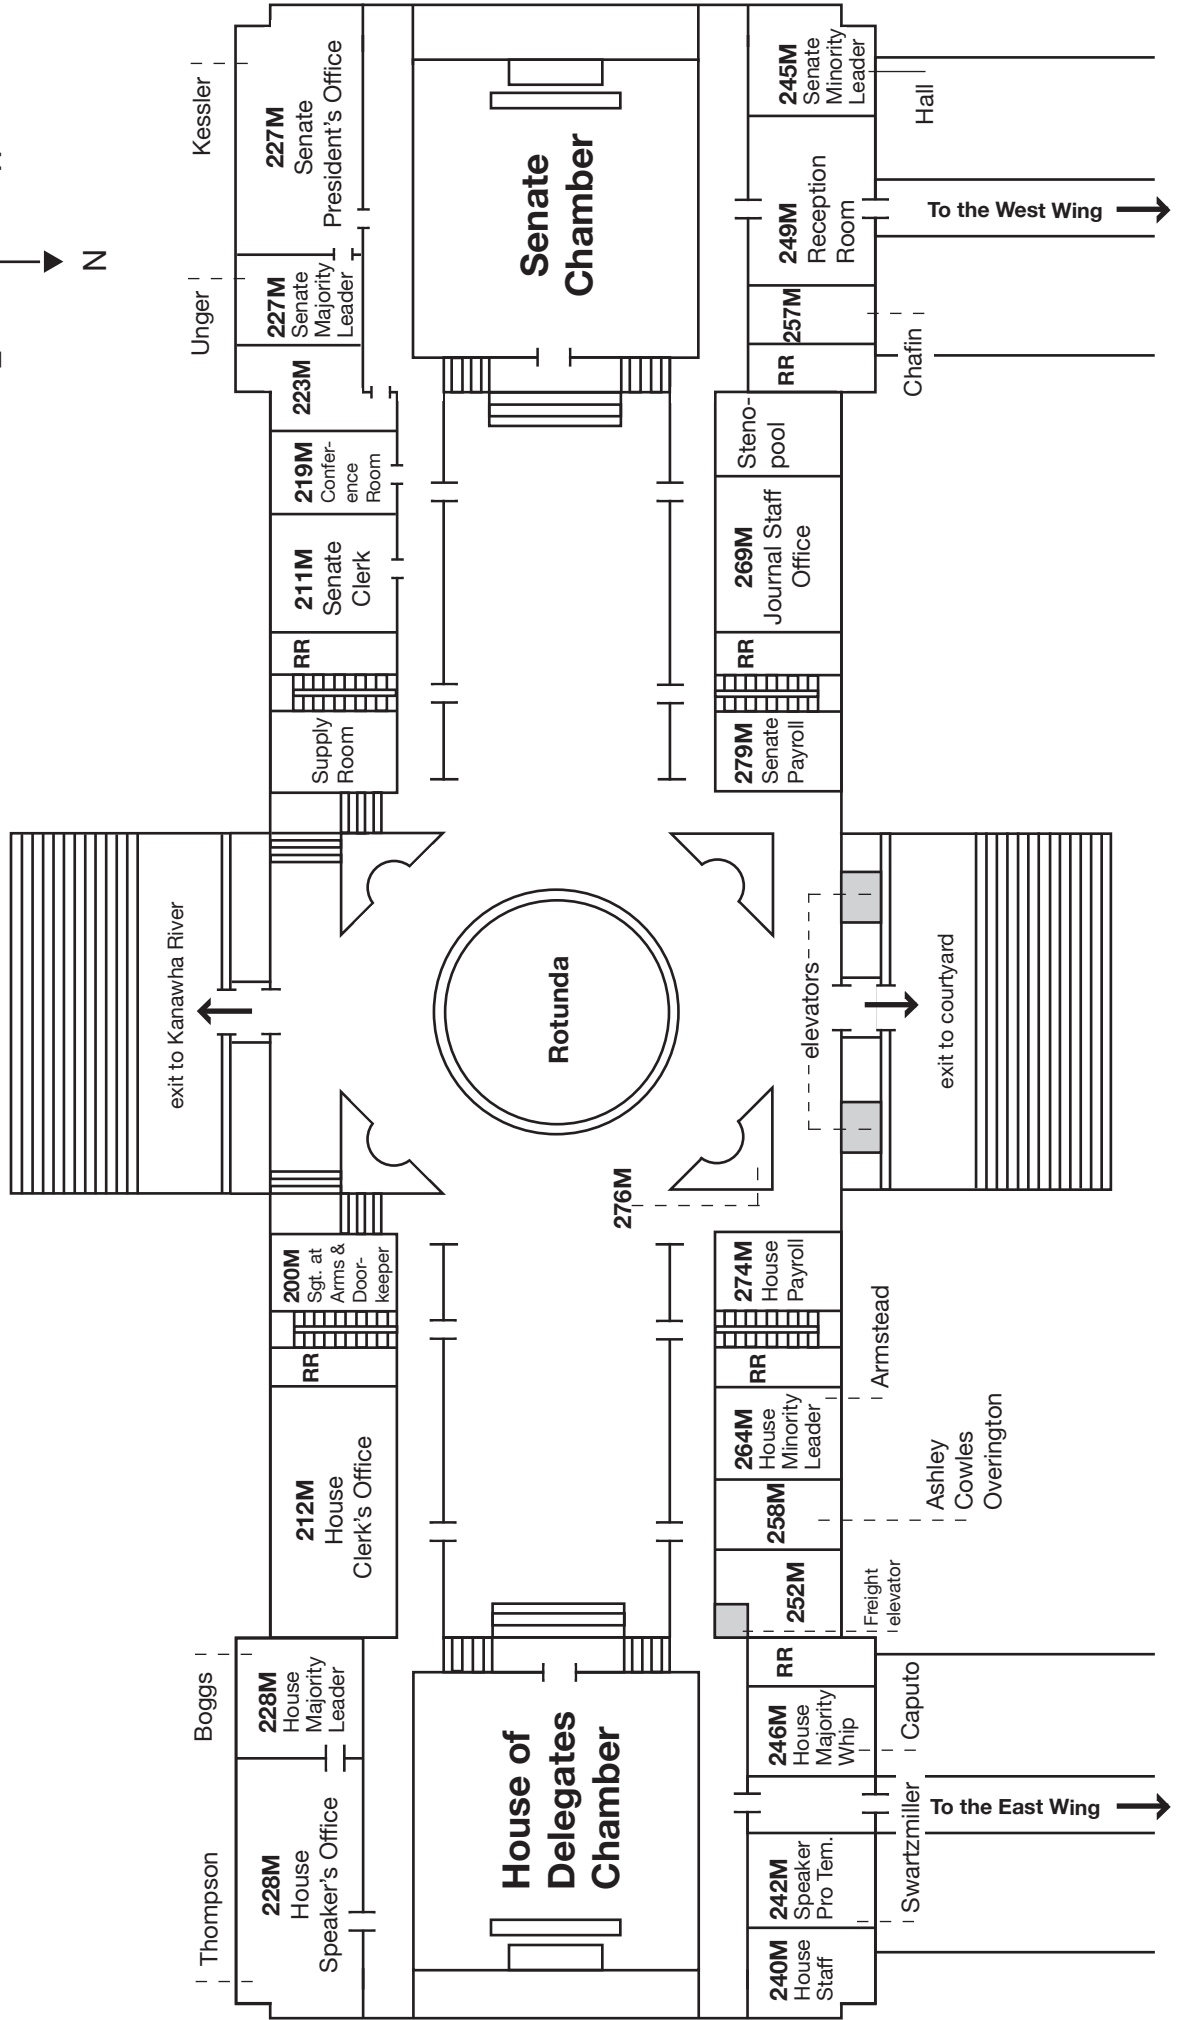 N
Kessler
Unger
227M
Senate
President's Office
227M
Senate
Majority
Leader
223M
219M
Confer-
ence
Room
211M
Senate
Clerk
RR
Supply
Room
Senate
Chamber
245M
Senate
Minority
Leader
Hall
249M
Reception
Room
To the West Wing
257M
Chafin
RR
Steno-
pool
269M
Journal Staff
Office
RR
279M
Senate
Payroll
exit to Kanawha River
Rotunda
elevators
exit to courtyard
276M
200M
Sgt. at
Arms &
Door-
keeper
RR
212M
House
Clerk's Office
Boggs
228M
House
Majority
Leader
Thompson
228M
House
Speaker's Office
House of
Delegates
Chamber
274M
House
Payroll
RR
264M
House
Minority
Leader
Armstead
258M
Ashley
Cowles
Overington
252M
Freight
elevator
RR
246M
House
Majority
Whip
Caputo
To the East Wing
242M
Speaker
Pro Tem.
Swartzmiller
240M
House
Staff